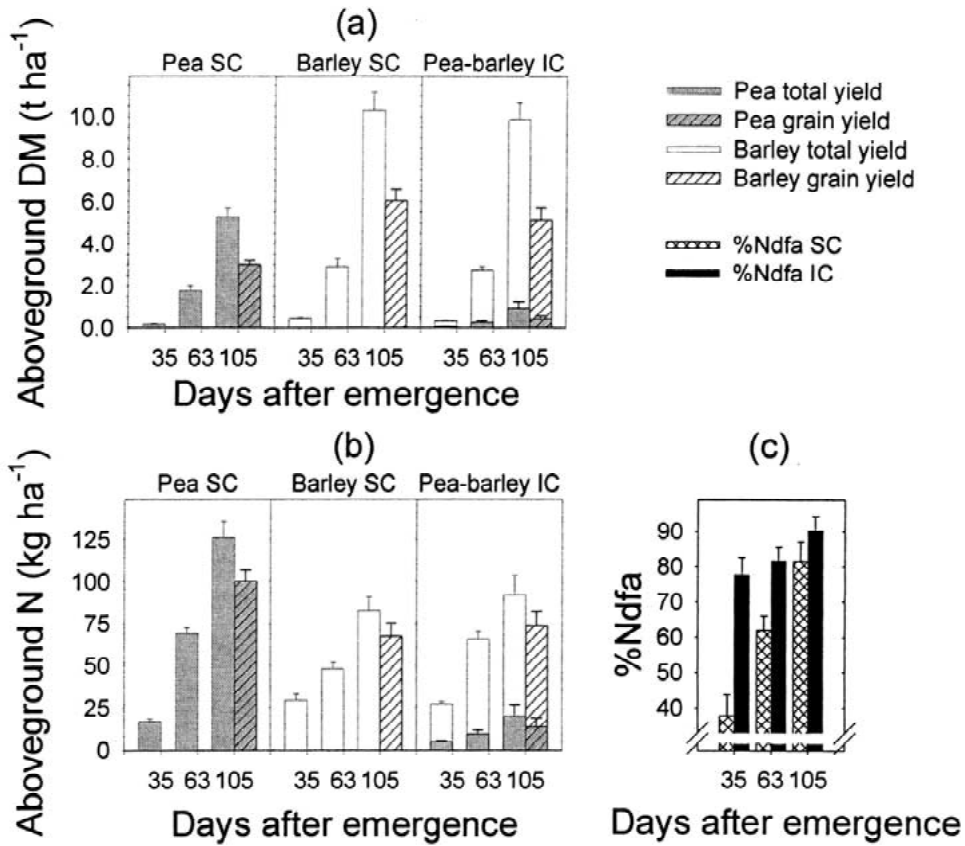 (a)
Pea SC Barley SC Pea-barley IC
Aboveground DM (t ha⁻¹)
10.0
8.0
6.0
4.0
2.0
0.0
35 63 105 35 63 105 35 63 105
Days after emergence
Pea total yield
Pea grain yield
Barley total yield
Barley grain yield
%Ndfa SC
%Ndfa IC
(b)
Pea SC Barley SC Pea-barley IC
Aboveground N (kg ha⁻¹)
125
100
75
50
25
0
35 63 105 35 63 105 35 63 105
Days after emergence
(c)
%Ndfa
90
80
70
60
50
40
35 63 105
Days after emergence